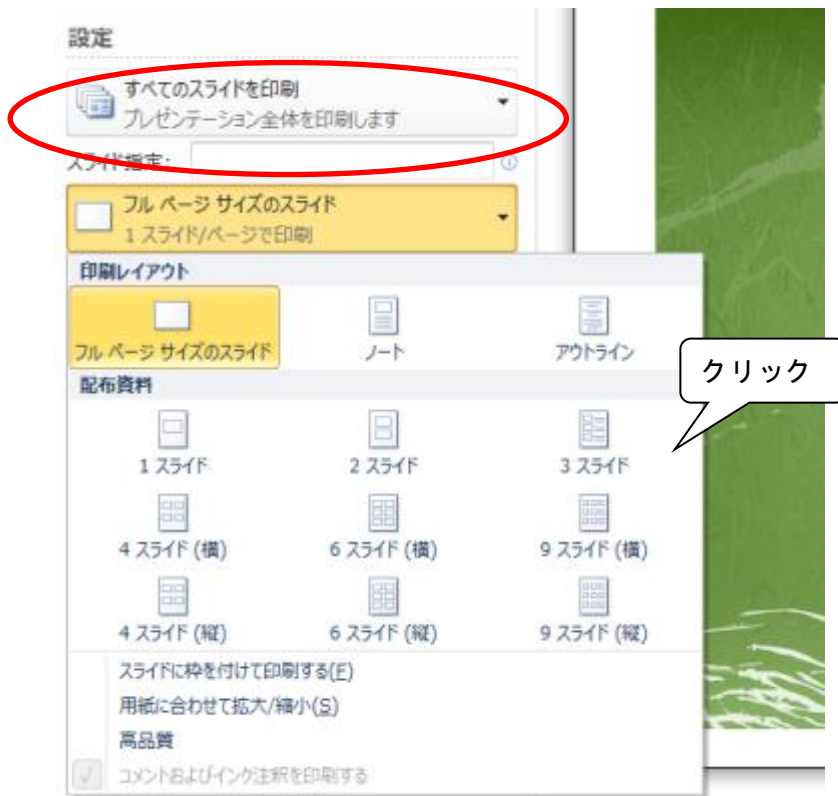 設定
すべてのスライドを印刷
プレゼンテーション全体を印刷します
スライド指定:
フル ページ サイズのスライド
1 スライド/ページで印刷
印刷レイアウト
フル ページ サイズのスライド ノート アウトライン
クリック
配布資料
1 スライド 2 スライド 3 スライド
4 スライド (横) 6 スライド (横) 9 スライド (横)
4 スライド (縦) 6 スライド (縦) 9 スライド (縦)
スライドに枠を付けて印刷する(F)
用紙に合わせて拡大/縮小(S)
高品質
コメントおよびインク注釈を印刷する